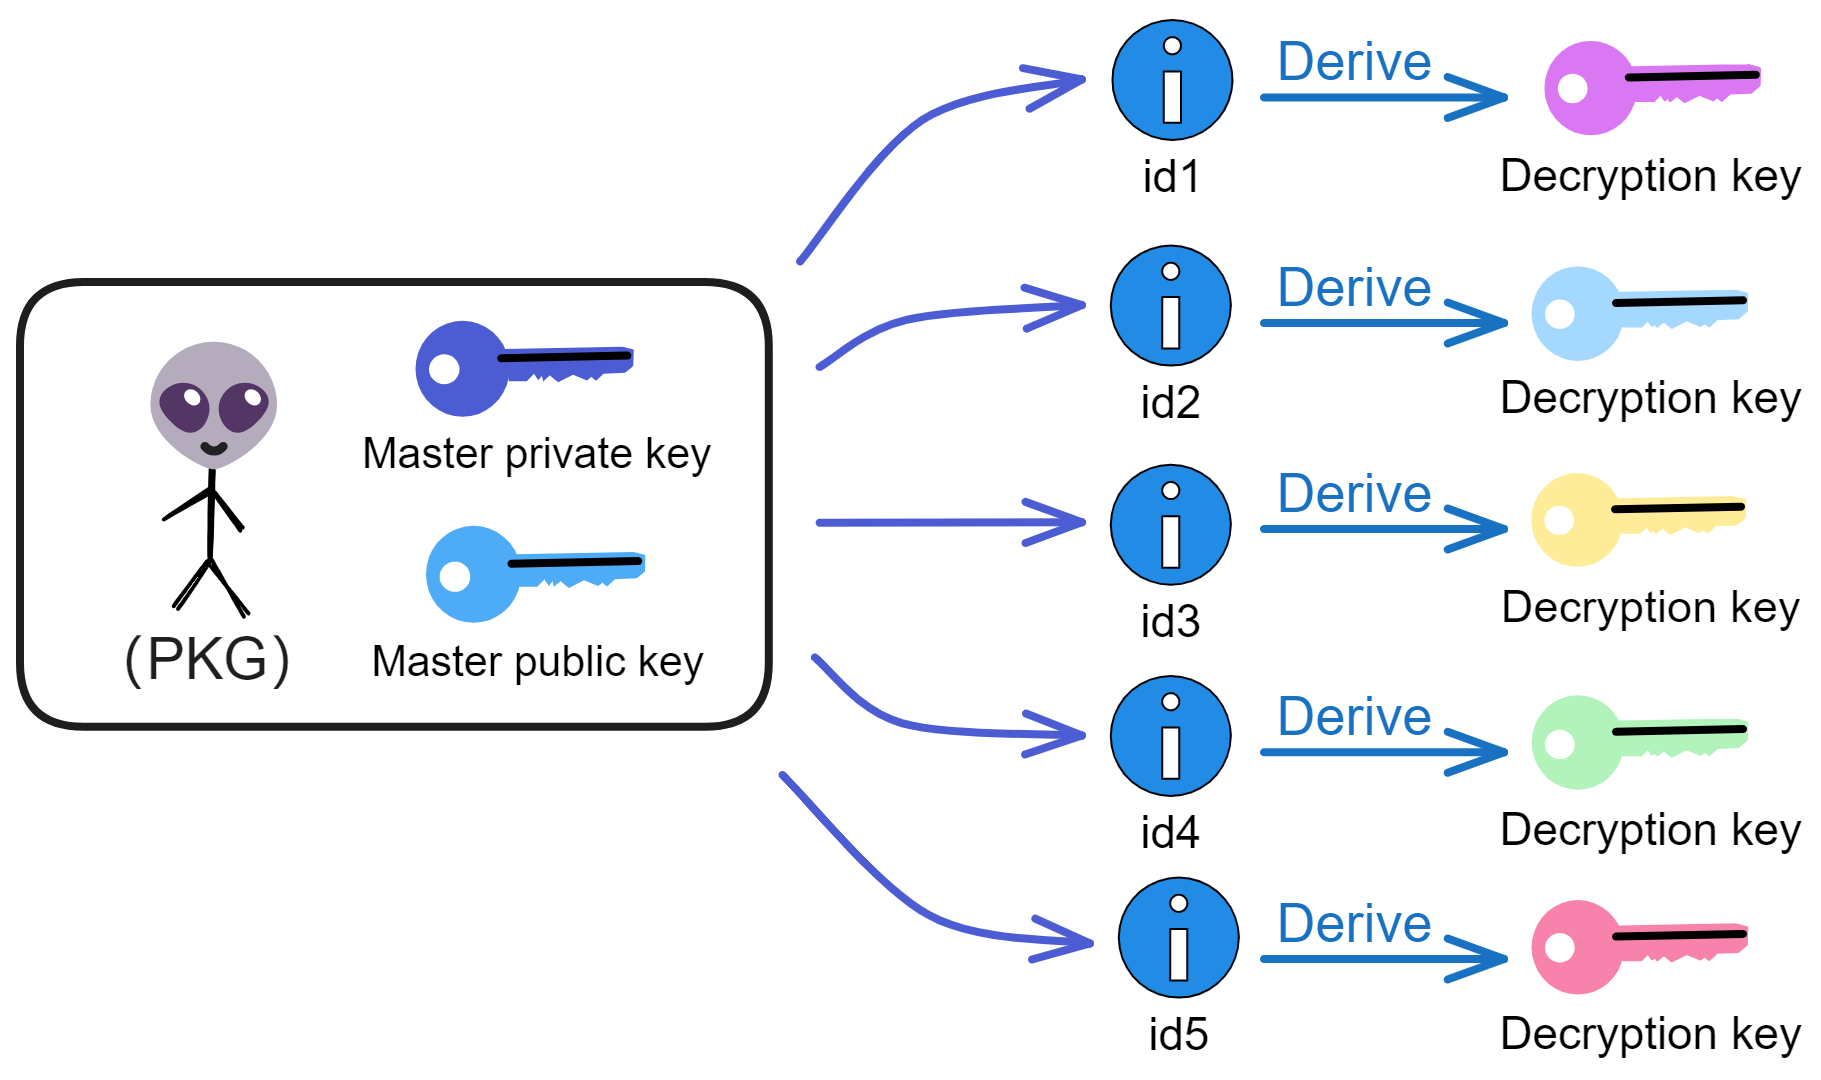 Derive
id1
Decryption key
Derive
id2
Decryption key
Master private key
Derive
id3
Decryption key
(PKG)
Master public key
Derive
id4
Decryption key
Derive
id5
Decryption key